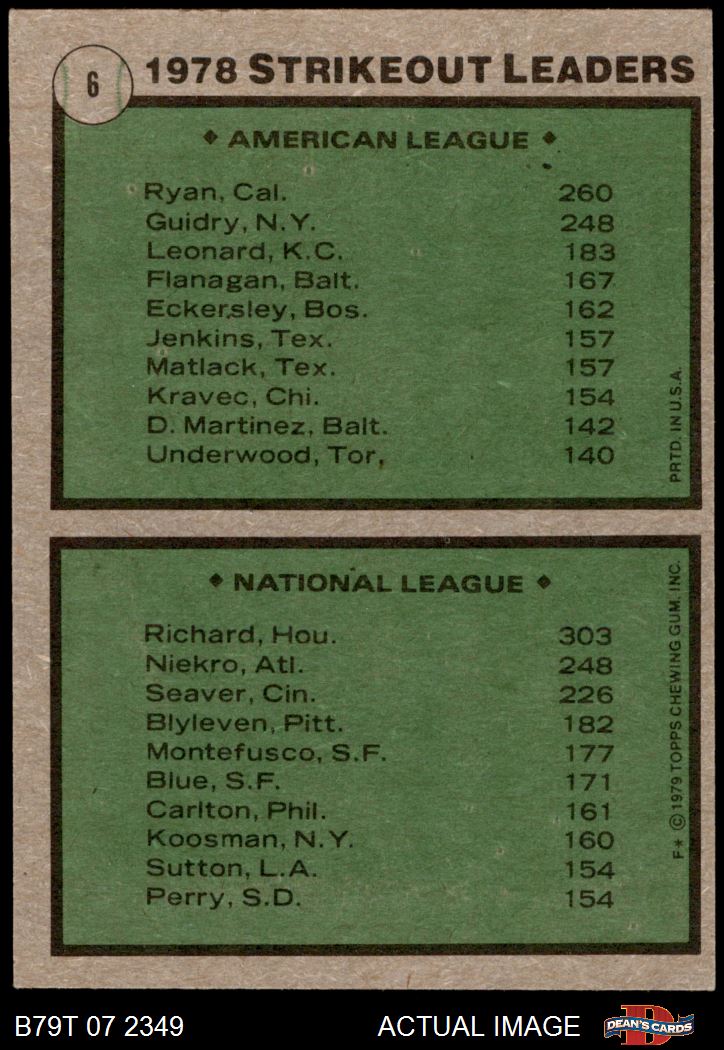 6
1978 STRIKEOUT LEADERS
◆ AMERICAN LEAGUE ◆
Ryan, Cal. 260
Guidry, N.Y. 248
Leonard, K.C. 183
Flanagan, Balt. 167
Eckersley, Bos. 162
Jenkins, Tex. 157
Matlack, Tex. 157
Kravec, Chi. 154
D. Martinez, Balt. 142
Underwood, Tor. 140
PRTD. IN U.S.A.
◆ NATIONAL LEAGUE ◆
Richard, Hou. 303
Niekro, Atl. 248
Seaver, Cin. 226
Blyleven, Pitt. 182
Montefusco, S.F. 177
Blue, S.F. 171
Carlton, Phil. 161
Koosman, N.Y. 160
Sutton, L.A. 154
Perry, S.D. 154
F* © 1979 TOPPS CHEWING GUM, INC.
B79T 07 2349 ACTUAL IMAGE
D
DEAN'S CARDS